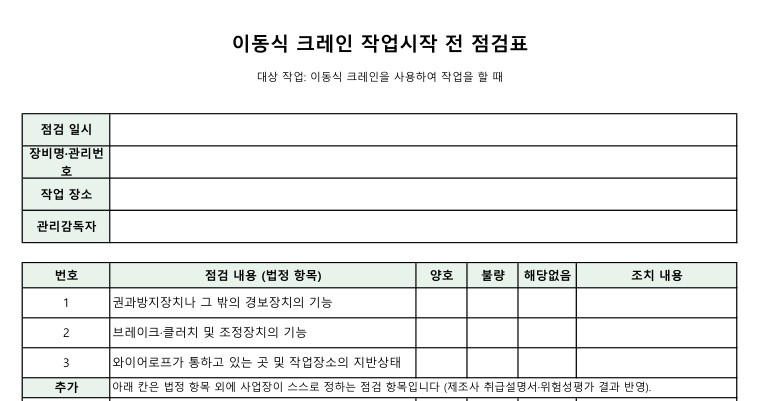 이동식 크레인 작업시작 전 점검표
대상 작업: 이동식 크레인을 사용하여 작업을 할 때
점검 일시
장비명·관리번
호
작업 장소
관리감독자
번호 점검 내용 (법정 항목) 양호 불량 해당없음 조치 내용
1 권과방지장치나 그 밖의 경보장치의 기능
2 브레이크·클러치 및 조정장치의 기능
3 와이어로프가 통하고 있는 곳 및 작업장소의 지반상태
추가 아래 칸은 법정 항목 외에 사업장이 스스로 정하는 점검 항목입니다 (제조사 취급설명서·위험성평가 결과 반영).